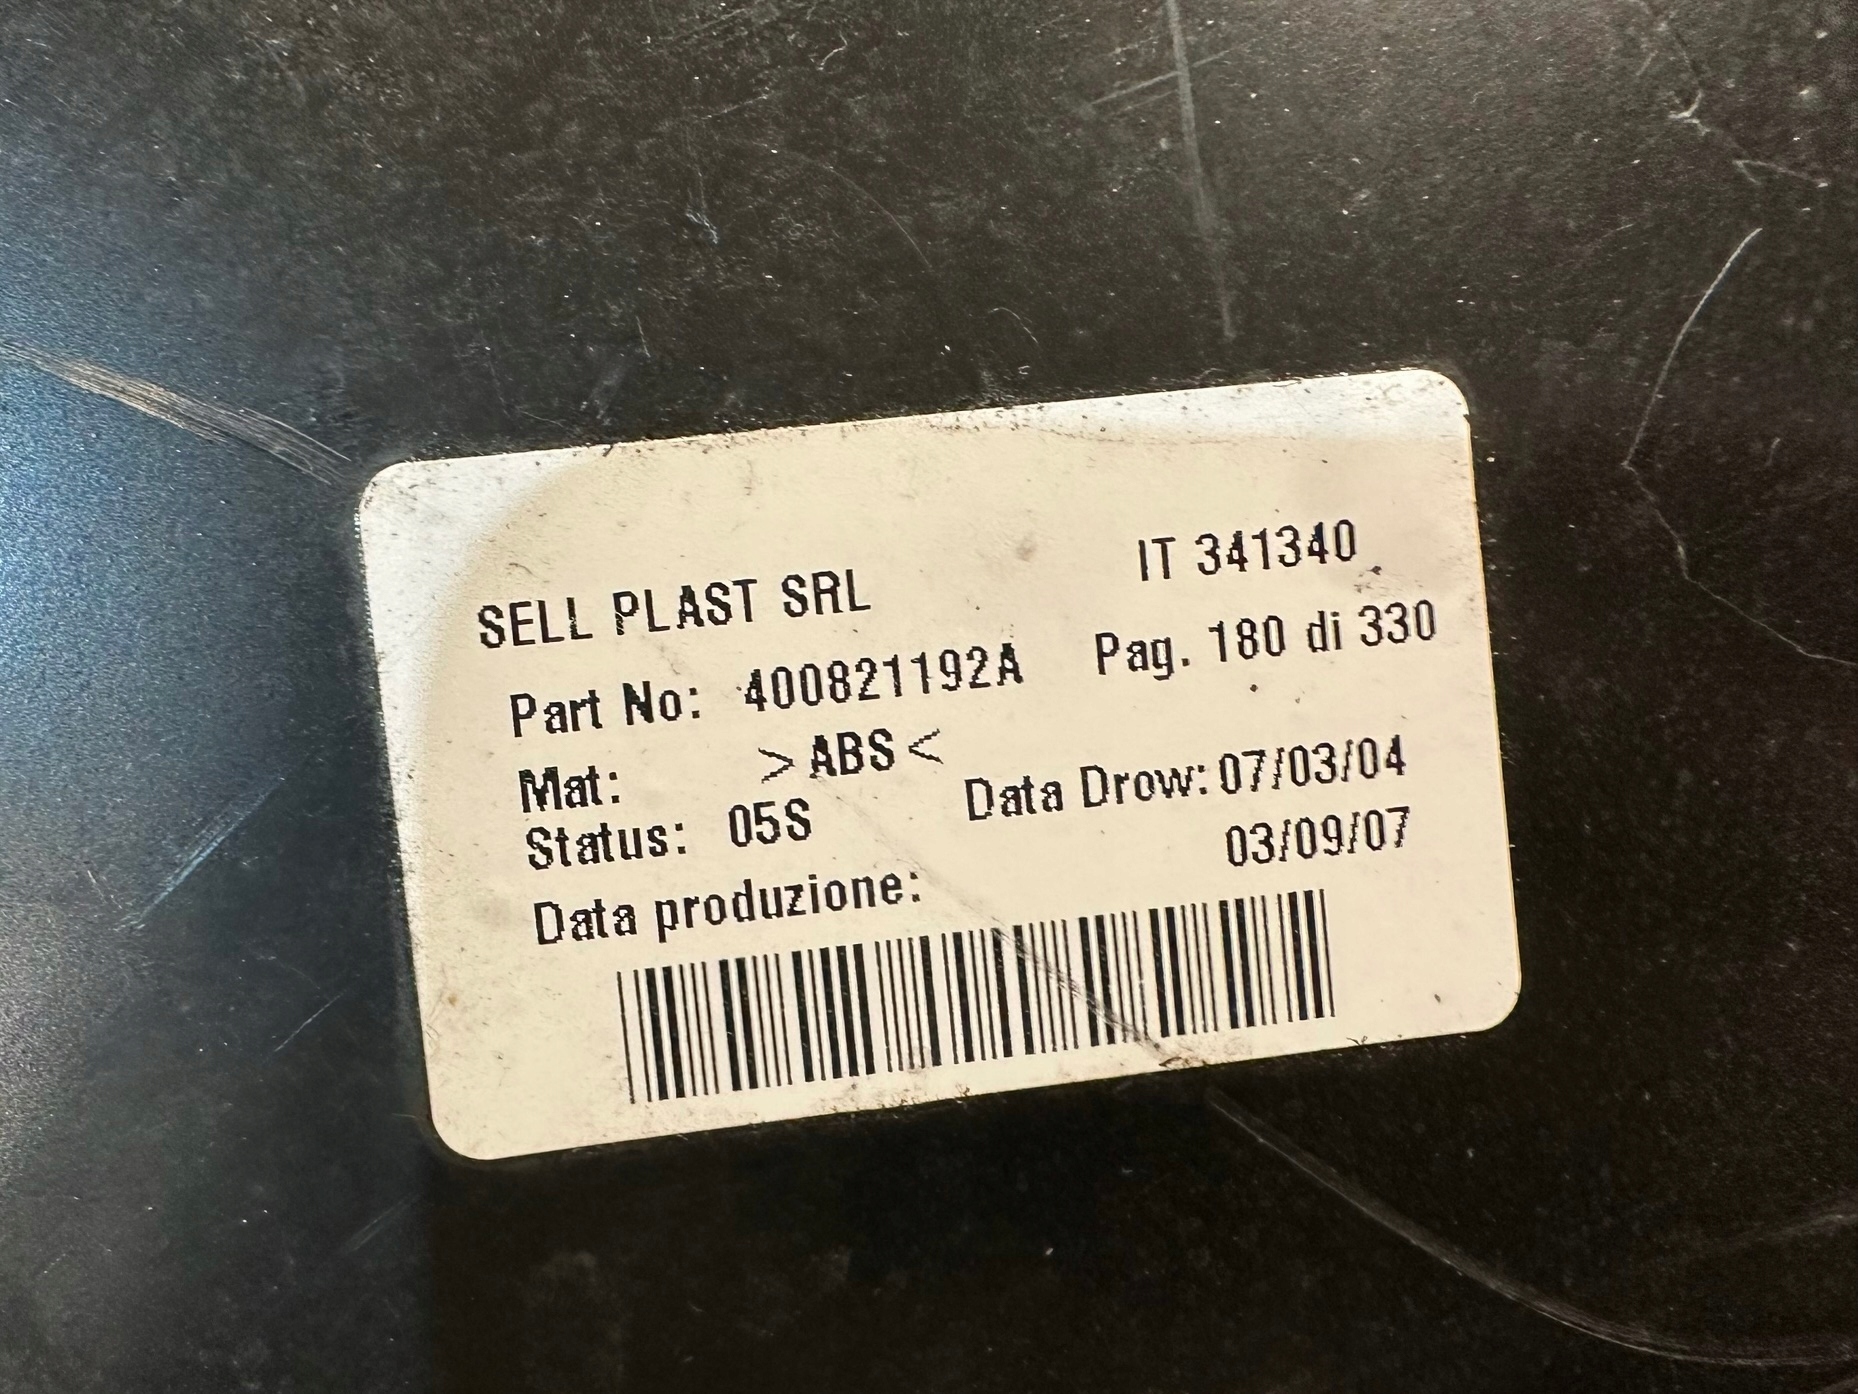 IT 341340
SELL PLAST SRL
Part No: 400821192A Pag. 180 di 330
Mat: >ABS<
Status: 05S Data Drow: 07/03/04
Data produzione: 03/09/07